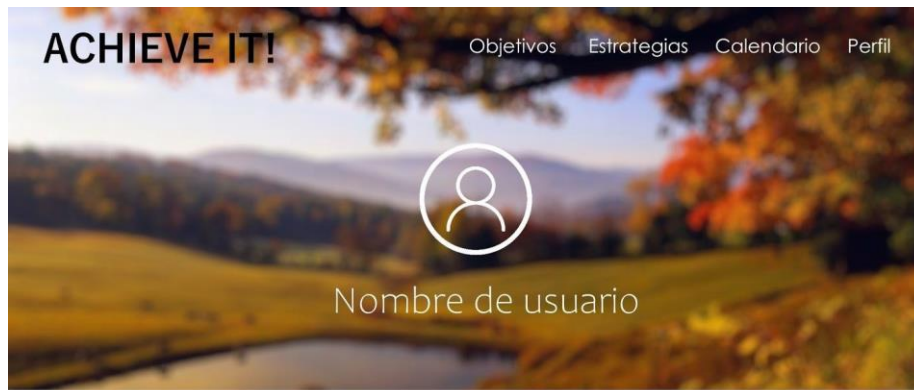 ACHIEVE IT! Objetivos Estrategias Calendario Perfil
Nombre de usuario